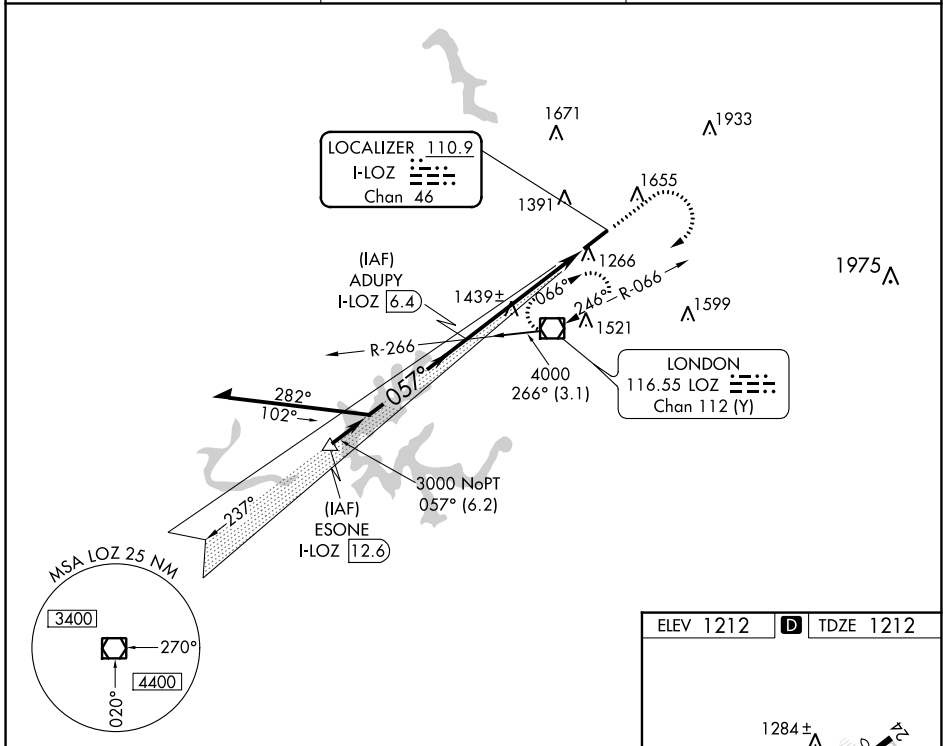 1671
1933
LOCALIZER 110.9
I-LOZ
Chan 46
1655
1391
(IAF)
ADUPY
I-LOZ 6.4
1266
1975
1439±
066°
246°
R-066
1599
1521
R-266
LONDON
116.55 LOZ
Chan 112 (Y)
4000
266° (3.1)
057°
282°
102°
3000 NoPT
057° (6.2)
237°
(IAF)
ESONE
I-LOZ 12.6
MSA LOZ 25 NM
3400
270°
4400
020°
ELEV 1212 D TDZE 1212
1284±
24